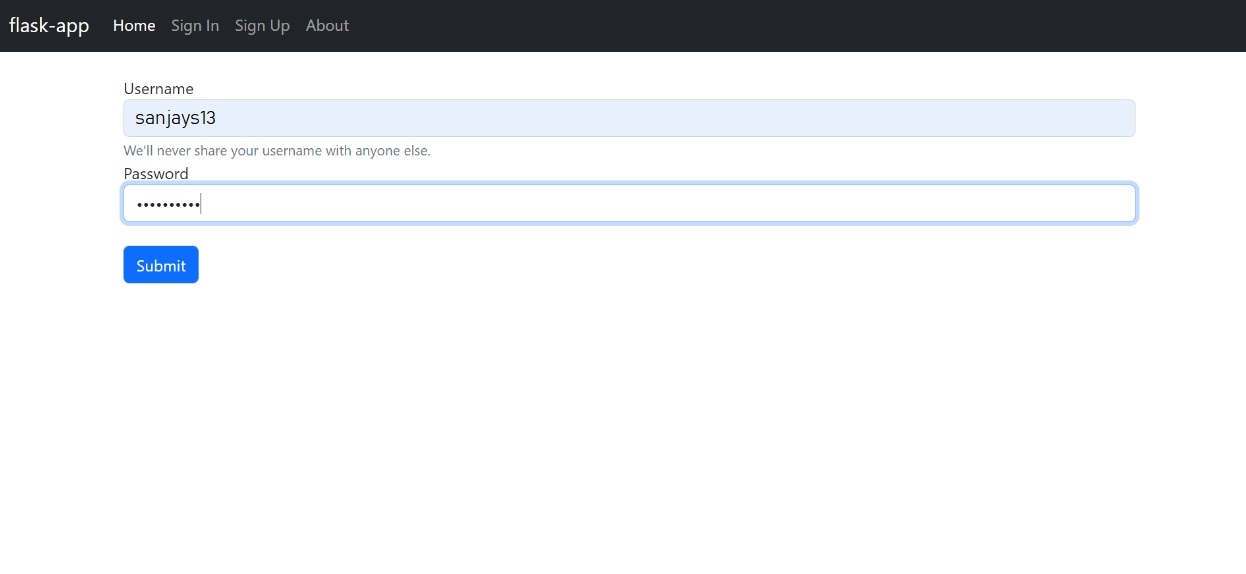 flask-app Home Sign In Sign Up About
Username
sanjays13
We'll never share your username with anyone else.
Password
••••••••••
Submit